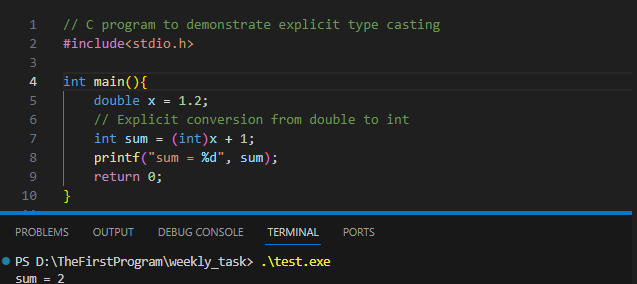 1 // C program to demonstrate explicit type casting
2 #include<stdio.h>
3
4 int main(){
5     double x = 1.2;
6     // Explicit conversion from double to int
7     int sum = (int)x + 1;
8     printf("sum = %d", sum);
9     return 0;
10 }
PROBLEMS OUTPUT DEBUG CONSOLE TERMINAL PORTS
PS D:\TheFirstProgram\weekly_task> .\test.exe
sum = 2